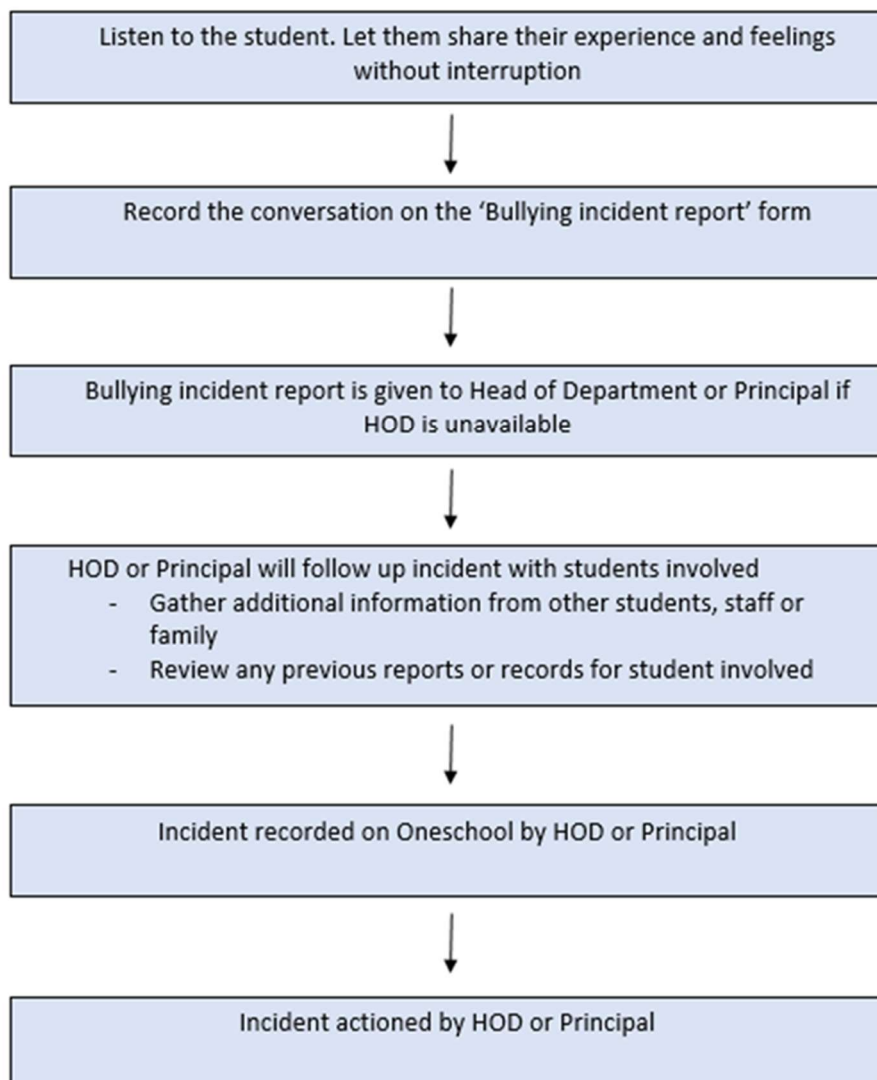 Listen to the student. Let them share their experience and feelings
without interruption
Record the conversation on the ‘Bullying incident report’ form
Bullying incident report is given to Head of Department or Principal if
HOD is unavailable
HOD or Principal will follow up incident with students involved
- Gather additional information from other students, staff or
family
- Review any previous reports or records for student involved
Incident recorded on Oneschool by HOD or Principal
Incident actioned by HOD or Principal